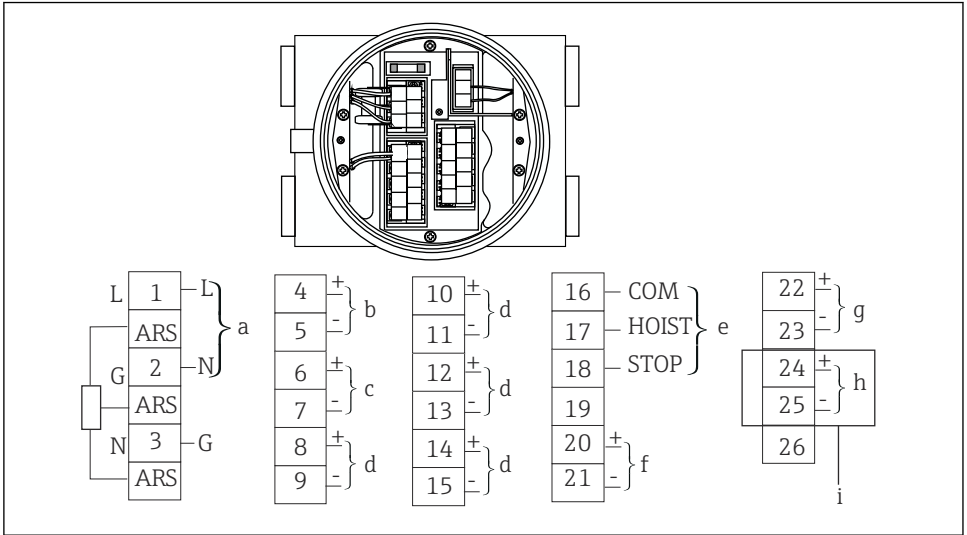 L 1 L
ARS
G 2 N
ARS
N 3 G
ARS
a
4 +
5 -
b
6 +
7 -
c
8 +
9 -
d
10 +
11 -
d
12 +
13 -
d
14 +
15 -
d
16 COM
17 HOIST
18 STOP
e
19
20 +
21 -
f
22 +
23 -
g
24 +
25 -
h
26
i